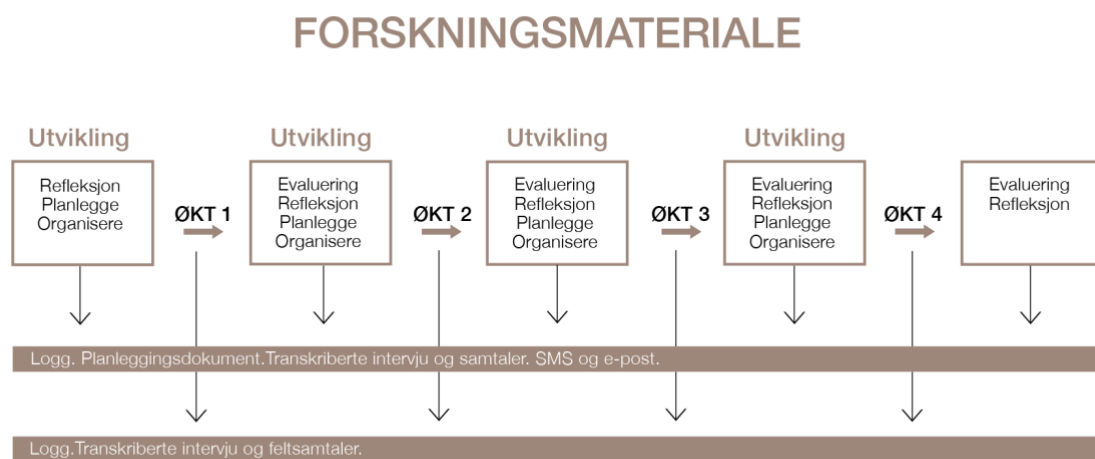 FORSKNINGSMATERIALE
Utvikling
Utvikling
Utvikling
Utvikling
Refleksjon
Planlegge
Organisere
ØKT 1
Evaluering
Refleksjon
Planlegge
Organisere
ØKT 2
Evaluering
Refleksjon
Planlegge
Organisere
ØKT 3
Evaluering
Refleksjon
Planlegge
Organisere
ØKT 4
Evaluering
Refleksjon
Logg. Planleggingsdokument.Transkriberte intervju og samtaler. SMS og e-post.
Logg.Transkriberte intervju og feltsamtaler.